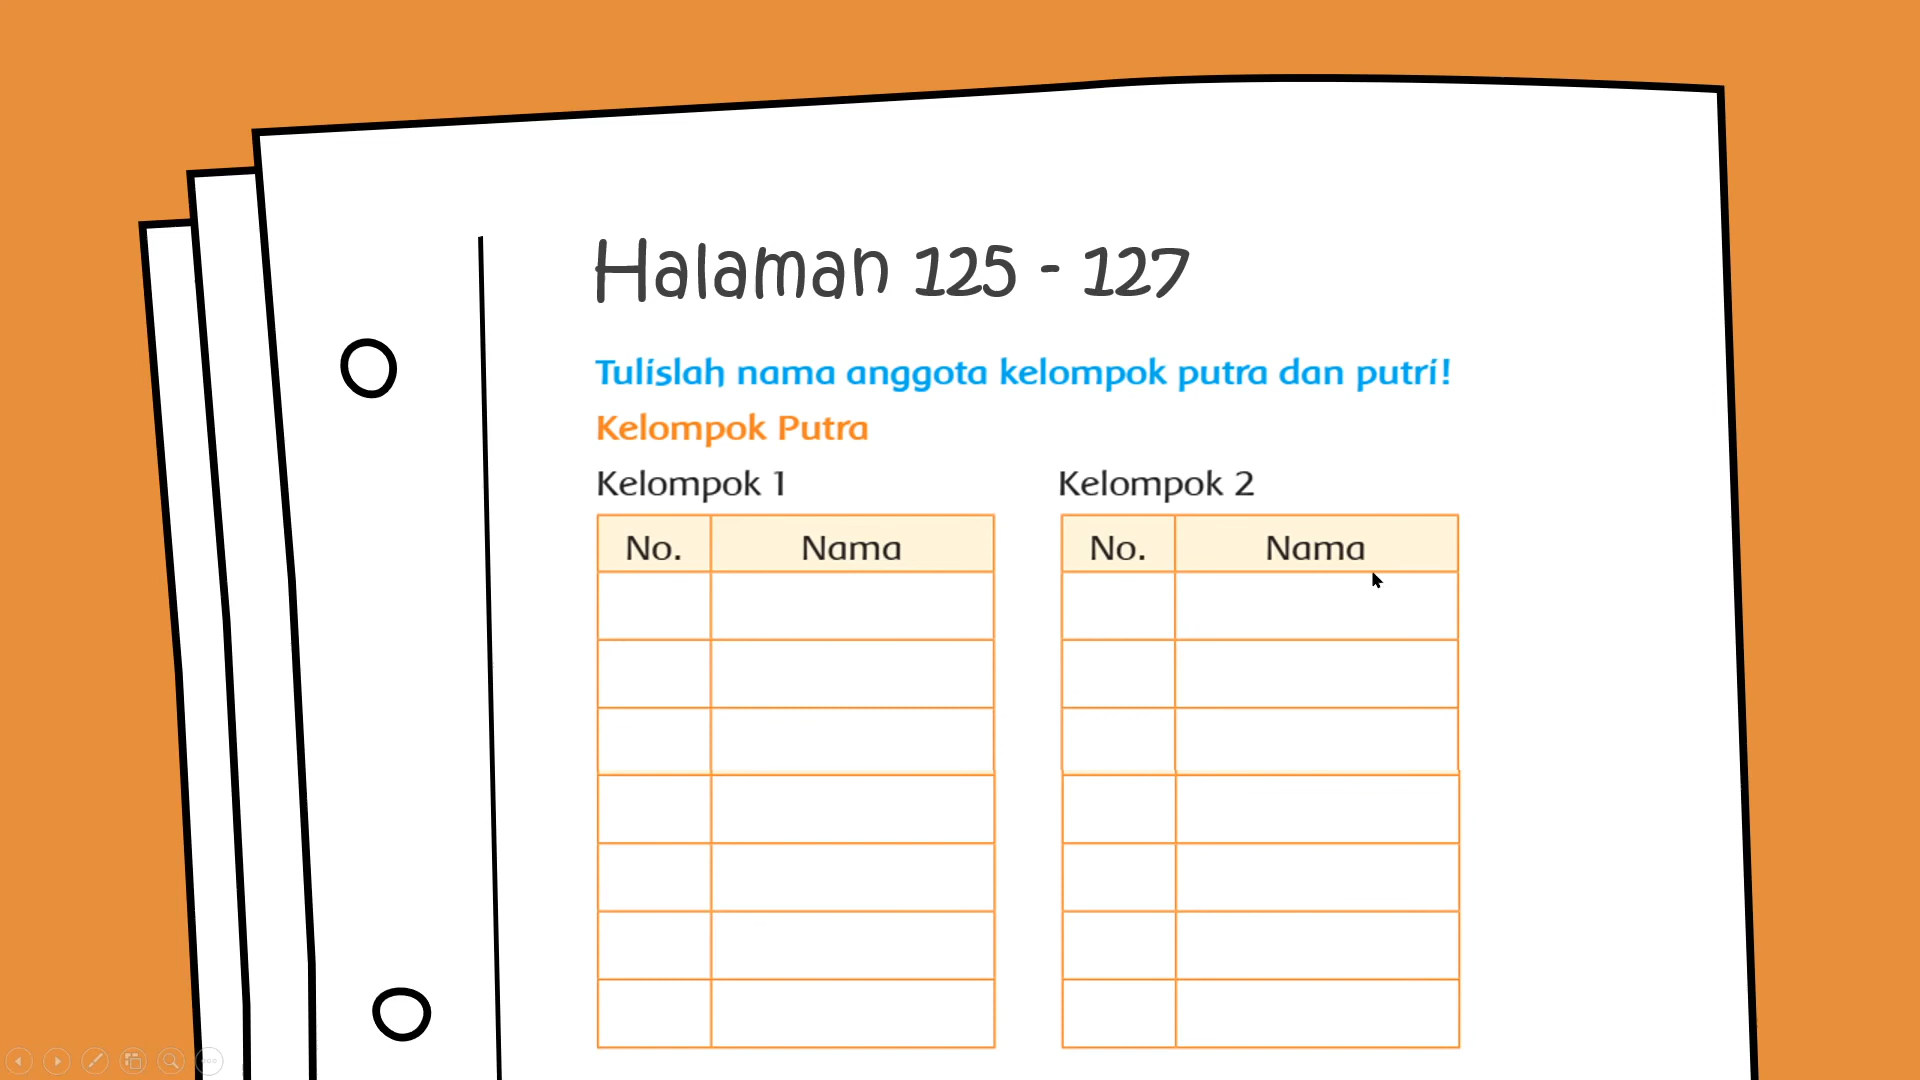 Halaman 125 - 127
Tulislah nama anggota kelompok putra dan putri!
Kelompok Putra
Kelompok 1
Kelompok 2
No. Nama
No. Nama